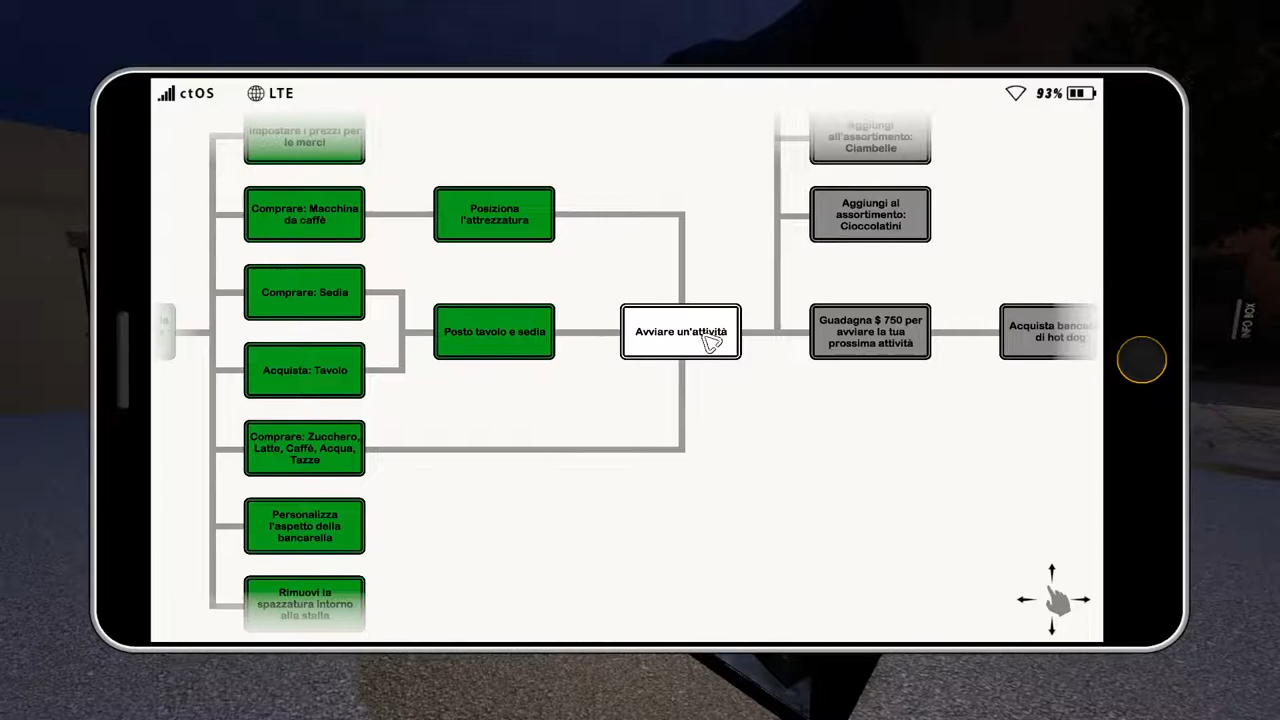 ctOS
LTE
93%
Impostare i prezzi per
le merci
Comprare: Macchina
da caffè
Comprare: Sedia
Acquista: Tavolo
Comprare: Zucchero,
Latte, Caffè, Acqua,
Tazze
Personalizza
l'aspetto della
bancarella
Rimuovi la
spazzatura intorno
alla stalla
Posiziona
l'attrezzatura
Posto tavolo e sedia
Avviare un'attività
Aggiungi
all'assortimento:
Ciambelle
Aggiungi al
assortimento:
Cioccolatini
Guadagna $ 750 per
avviare la tua
prossima attività
Acquista
di hot dog